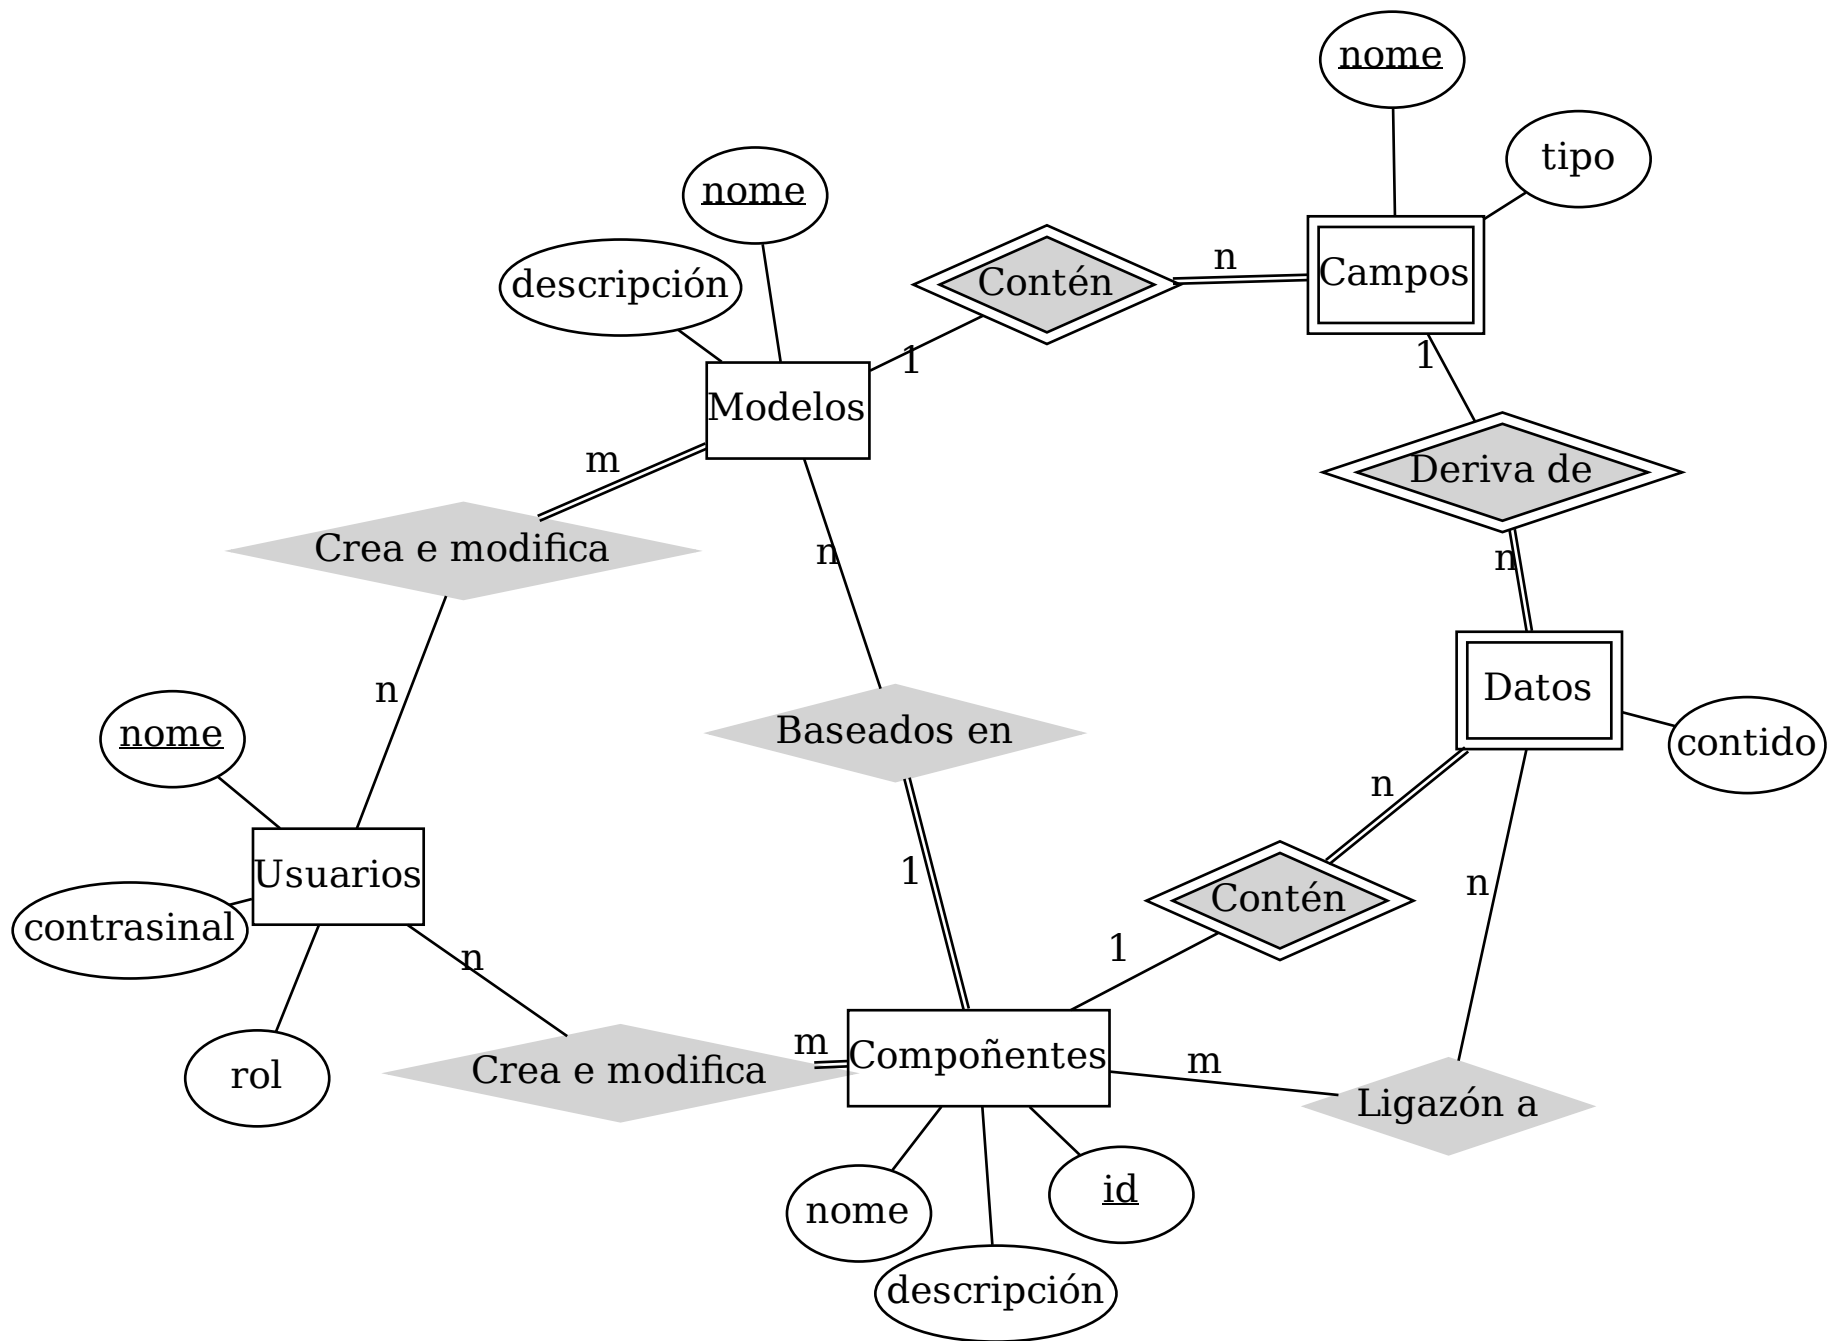 nome
tipo
nome
descripción
Contén
n
Campos
1
1
Modelos
m
Deriva de
n
n
Crea e modifica
n
Datos
nome
Baseados en
contido
n
1
Usuarios
n
Contén
contrasinal
n
1
m
Compoñentes
m
rol
Crea e modifica
Ligazón a
nome
id
descripción